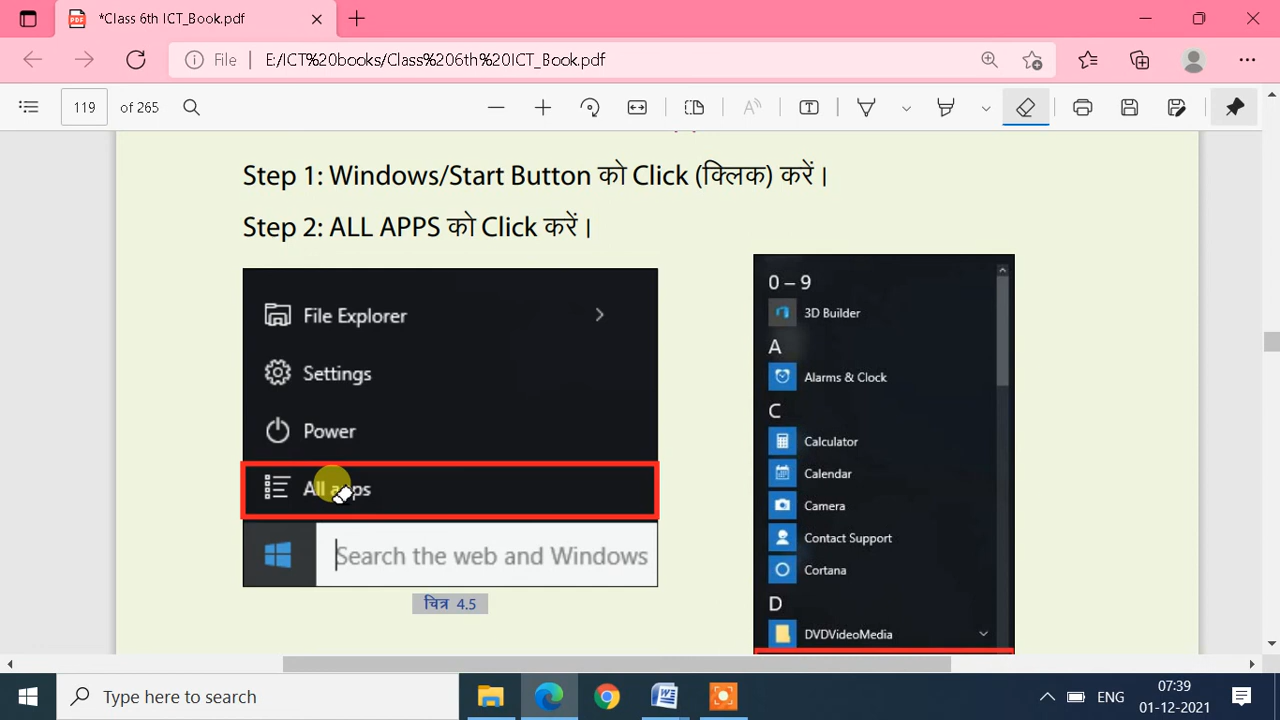 *Class 6th ICT_Book.pdf
File
E:/ICT%20books/Class%206th%20ICT_Book.pdf
119 of 265
Step 1: Windows/Start Button को Click (क्लिक) करें।
Step 2: ALL APPS को Click करें।
File Explorer
Settings
Power
All apps
Search the web and Windows
चित्र 4.5
0 – 9
3D Builder
A
Alarms & Clock
C
Calculator
Calendar
Camera
Contact Support
Cortana
D
DVDVideoMedia
Type here to search
ENG
07:39
01-12-2021